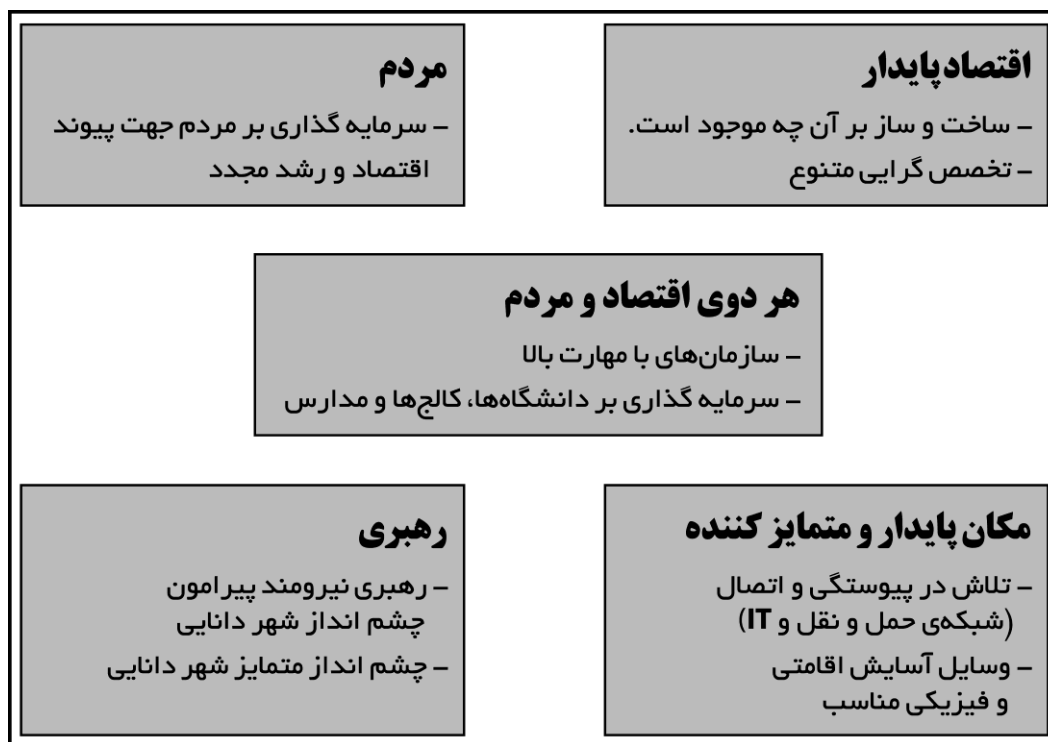 اقتصاد پایدار
– ساخت و ساز بر آن چه موجود است.
– تخصص گرایی متنوع
مردم
– سرمایه گذاری بر مردم جهت پیوند
اقتصاد و رشد مجدد
هر دوی اقتصاد و مردم
– سازمان‌های با مهارت بالا
– سرمایه گذاری بر دانشگاه‌ها، کالج‌ها و مدارس
مکان پایدار و متمایز کننده
– تلاش در پیوستگی و اتصال
(شبکه‌ی حمل و نقل و IT)
– وسایل آسایش اقامتی
و فیزیکی مناسب
رهبری
– رهبری نیرومند پیرامون
چشم انداز شهر دانایی
– چشم انداز متمایز شهر دانایی